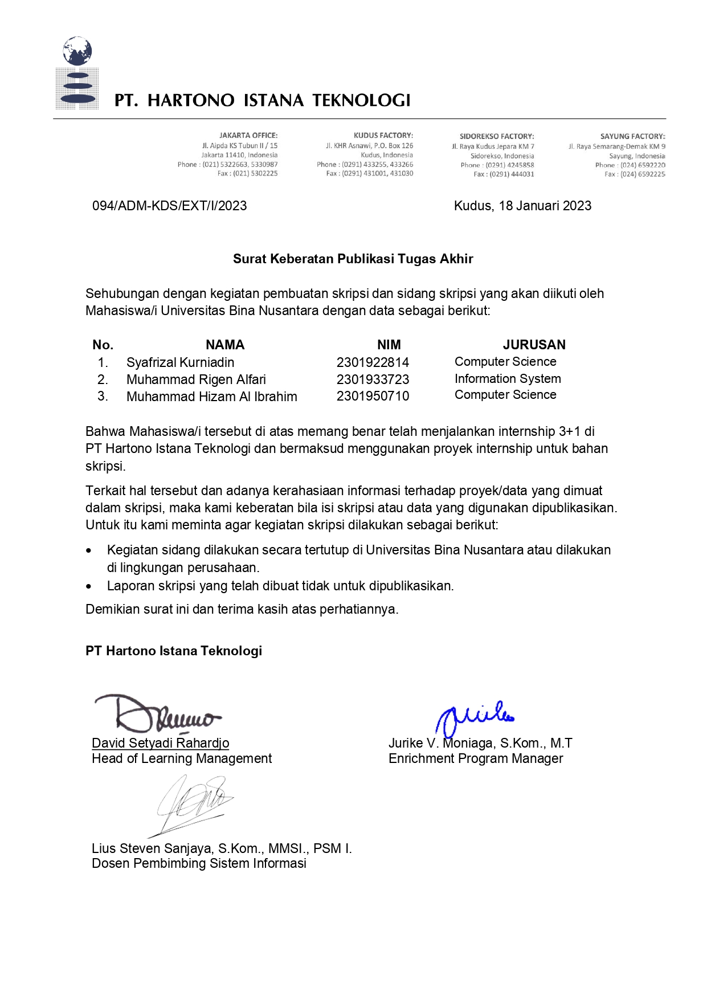 PT. HARTONO ISTANA TEKNOLOGI
JAKARTA OFFICE:
Jl. Aipda KS Tubun II / 15
Jakarta 11410, Indonesia
Phone : (021) 5322663, 5330987
Fax : (021) 5302225
KUDUS FACTORY:
Jl. KHR Asnawi, P.O. Box 126
Kudus, Indonesia
Phone : (0291) 433255, 433266
Fax : (0291) 431001, 431030
SIDOREKSO FACTORY:
Jl. Raya Kudus Jepara KM 7
Sidorekso, Indonesia
Phone : (0291) 4245858
Fax : (0291) 444031
SAYUNG FACTORY:
Jl. Raya Semarang-Demak KM 9
Sayung, Indonesia
Phone : (024) 6592220
Fax : (024) 6592225
094/ADM-KDS/EXT/I/2023 Kudus, 18 Januari 2023
Surat Keberatan Publikasi Tugas Akhir
Sehubungan dengan kegiatan pembuatan skripsi dan sidang skripsi yang akan diikuti oleh
Mahasiswa/i Universitas Bina Nusantara dengan data sebagai berikut:
No. NAMA NIM JURUSAN
1. Syafrizal Kurniadin 2301922814 Computer Science
2. Muhammad Rigen Alfari 2301933723 Information System
3. Muhammad Hizam Al Ibrahim 2301950710 Computer Science
Bahwa Mahasiswa/i tersebut di atas memang benar telah menjalankan internship 3+1 di
PT Hartono Istana Teknologi dan bermaksud menggunakan proyek internship untuk bahan
skripsi.
Terkait hal tersebut dan adanya kerahasiaan informasi terhadap proyek/data yang dimuat
dalam skripsi, maka kami keberatan bila isi skripsi atau data yang digunakan dipublikasikan.
Untuk itu kami meminta agar kegiatan skripsi dilakukan sebagai berikut:
• Kegiatan sidang dilakukan secara tertutup di Universitas Bina Nusantara atau dilakukan
di lingkungan perusahaan.
• Laporan skripsi yang telah dibuat tidak untuk dipublikasikan.
Demikian surat ini dan terima kasih atas perhatiannya.
PT Hartono Istana Teknologi
David Setyadi Rahardjo Jurike V. Moniaga, S.Kom., M.T
Head of Learning Management Enrichment Program Manager
Lius Steven Sanjaya, S.Kom., MMSI., PSM I.
Dosen Pembimbing Sistem Informasi